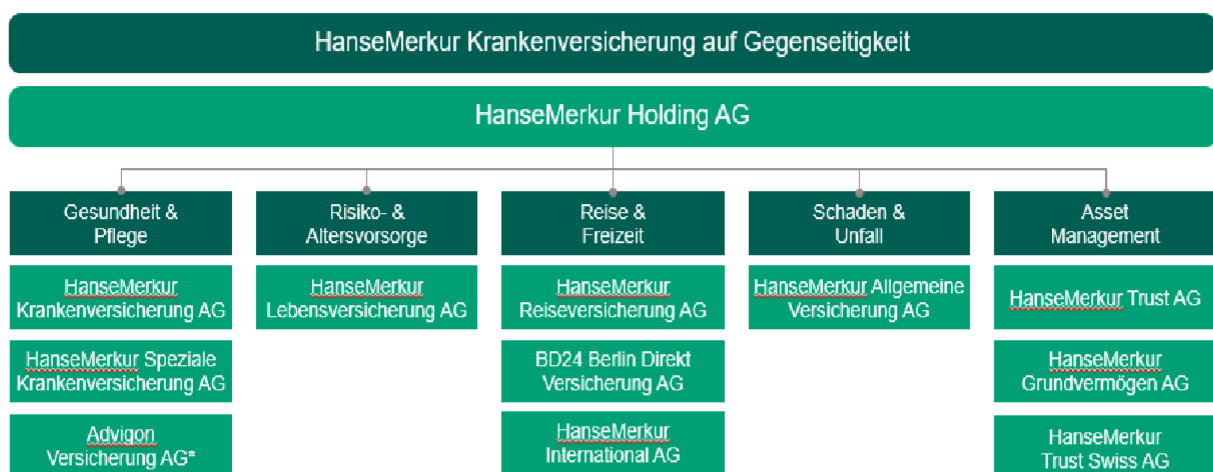 HanseMerkur Krankenversicherung auf Gegenseitigkeit
HanseMerkur Holding AG
Gesundheit &
Pflege
HanseMerkur
Krankenversicherung AG
HanseMerkur Speziale
Krankenversicherung AG
Advigon
Versicherung AG*
Risiko- &
Altersvorsorge
HanseMerkur
Lebensversicherung AG
Reise &
Freizeit
HanseMerkur
Reiseversicherung AG
BD24 Berlin Direkt
Versicherung AG
HanseMerkur
International AG
Schaden &
Unfall
HanseMerkur Allgemeine
Versicherung AG
Asset
Management
HanseMerkur Trust AG
HanseMerkur
Grundvermögen AG
HanseMerkur
Trust Swiss AG